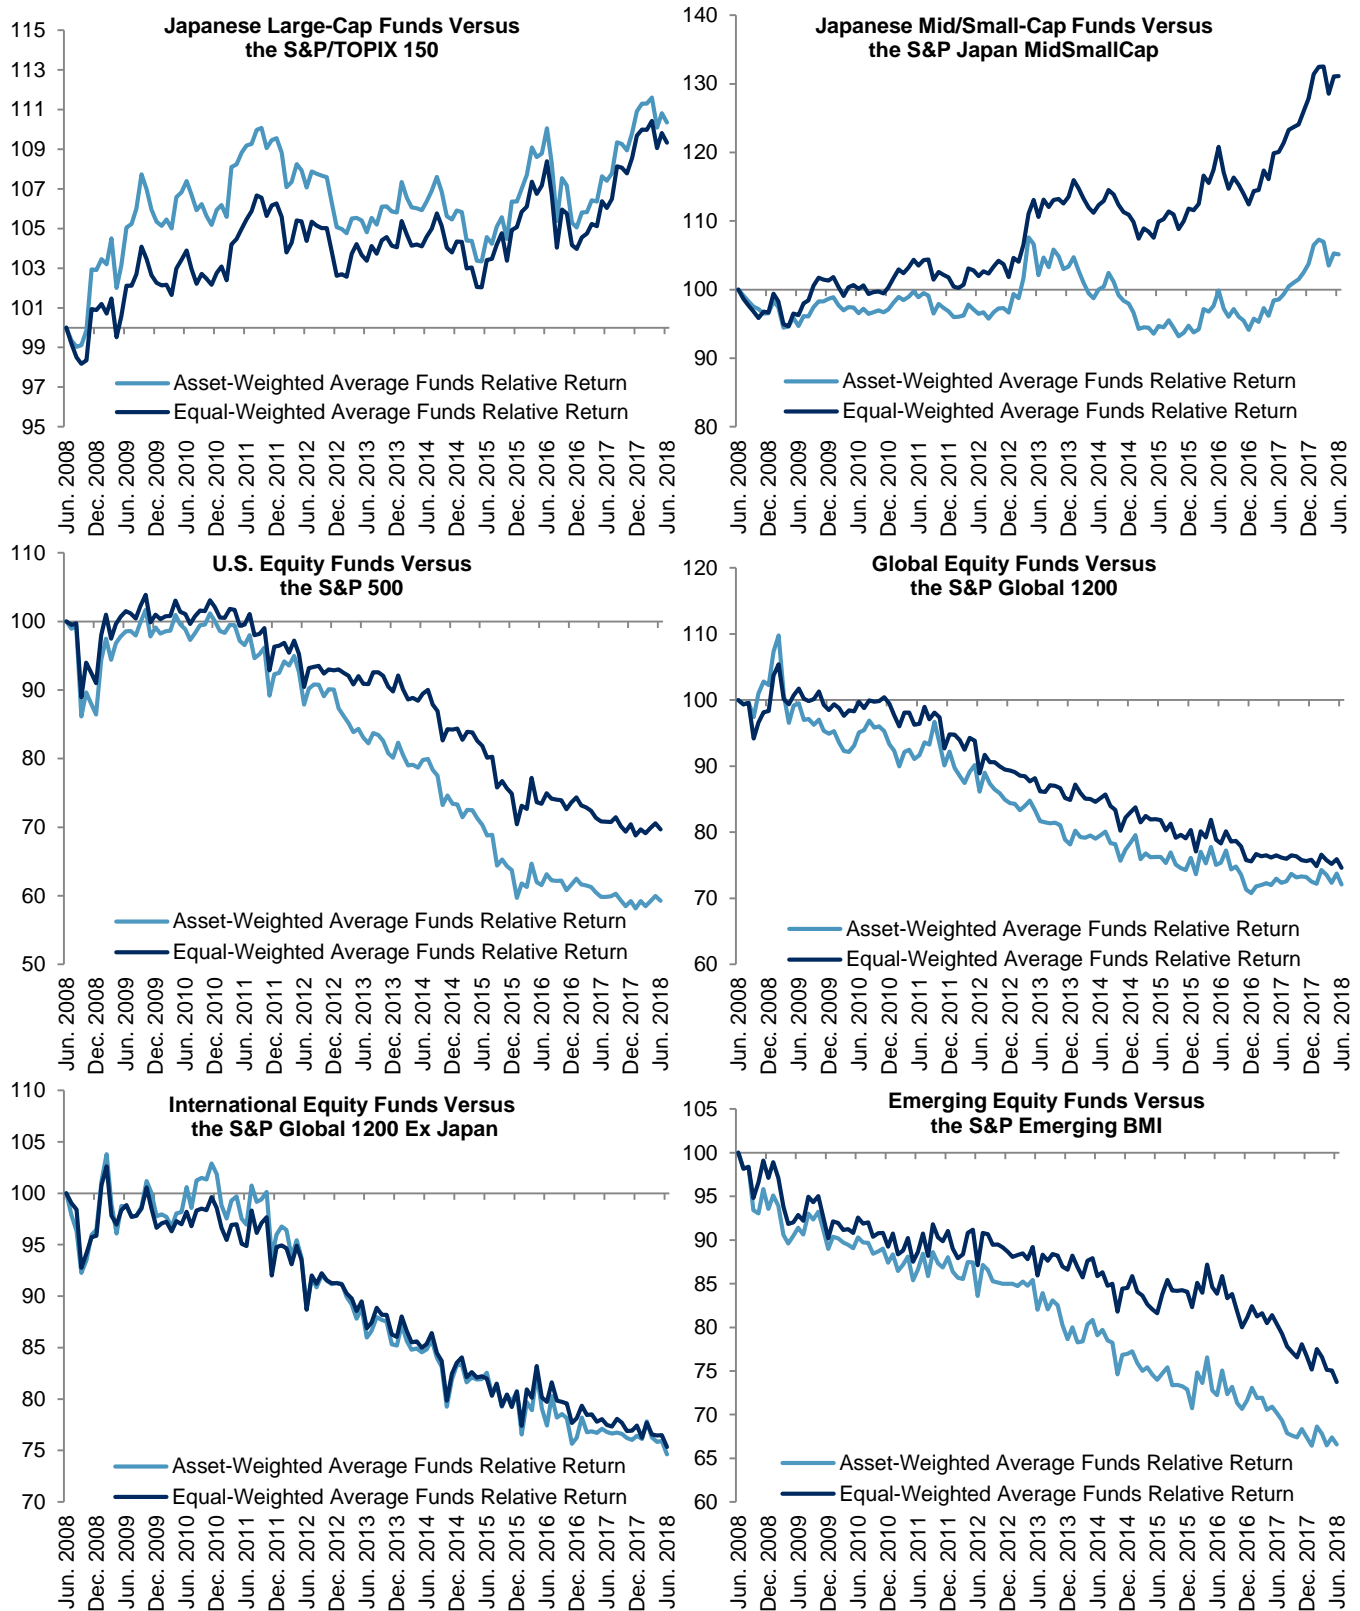 Japanese Large-Cap Funds Versus
the S&P/TOPIX 150
115
113
111
109
107
105
103
101
99
97
95
Asset-Weighted Average Funds Relative Return
Equal-Weighted Average Funds Relative Return
Jun. 2008
Dec. 2008
Jun. 2009
Dec. 2009
Jun. 2010
Dec. 2010
Jun. 2011
Dec. 2011
Jun. 2012
Dec. 2012
Jun. 2013
Dec. 2013
Jun. 2014
Dec. 2014
Jun. 2015
Dec. 2015
Jun. 2016
Dec. 2016
Jun. 2017
Dec. 2017
Jun. 2018
Japanese Mid/Small-Cap Funds Versus
the S&P Japan MidSmallCap
140
130
120
110
100
90
80
Asset-Weighted Average Funds Relative Return
Equal-Weighted Average Funds Relative Return
Jun. 2008
Dec. 2008
Jun. 2009
Dec. 2009
Jun. 2010
Dec. 2010
Jun. 2011
Dec. 2011
Jun. 2012
Dec. 2012
Jun. 2013
Dec. 2013
Jun. 2014
Dec. 2014
Jun. 2015
Dec. 2015
Jun. 2016
Dec. 2016
Jun. 2017
Dec. 2017
Jun. 2018
U.S. Equity Funds Versus
the S&P 500
110
100
90
80
70
60
50
Asset-Weighted Average Funds Relative Return
Equal-Weighted Average Funds Relative Return
Jun. 2008
Dec. 2008
Jun. 2009
Dec. 2009
Jun. 2010
Dec. 2010
Jun. 2011
Dec. 2011
Jun. 2012
Dec. 2012
Jun. 2013
Dec. 2013
Jun. 2014
Dec. 2014
Jun. 2015
Dec. 2015
Jun. 2016
Dec. 2016
Jun. 2017
Dec. 2017
Jun. 2018
Global Equity Funds Versus
the S&P Global 1200
120
110
100
90
80
70
60
Asset-Weighted Average Funds Relative Return
Equal-Weighted Average Funds Relative Return
Jun. 2008
Dec. 2008
Jun. 2009
Dec. 2009
Jun. 2010
Dec. 2010
Jun. 2011
Dec. 2011
Jun. 2012
Dec. 2012
Jun. 2013
Dec. 2013
Jun. 2014
Dec. 2014
Jun. 2015
Dec. 2015
Jun. 2016
Dec. 2016
Jun. 2017
Dec. 2017
Jun. 2018
International Equity Funds Versus
the S&P Global 1200 Ex Japan
110
105
100
95
90
85
80
75
70
Asset-Weighted Average Funds Relative Return
Equal-Weighted Average Funds Relative Return
Jun. 2008
Dec. 2008
Jun. 2009
Dec. 2009
Jun. 2010
Dec. 2010
Jun. 2011
Dec. 2011
Jun. 2012
Dec. 2012
Jun. 2013
Dec. 2013
Jun. 2014
Dec. 2014
Jun. 2015
Dec. 2015
Jun. 2016
Dec. 2016
Jun. 2017
Dec. 2017
Jun. 2018
Emerging Equity Funds Versus
the S&P Emerging BMI
105
100
95
90
85
80
75
70
65
60
Asset-Weighted Average Funds Relative Return
Equal-Weighted Average Funds Relative Return
Jun. 2008
Dec. 2008
Jun. 2009
Dec. 2009
Jun. 2010
Dec. 2010
Jun. 2011
Dec. 2011
Jun. 2012
Dec. 2012
Jun. 2013
Dec. 2013
Jun. 2014
Dec. 2014
Jun. 2015
Dec. 2015
Jun. 2016
Dec. 2016
Jun. 2017
Dec. 2017
Jun. 2018